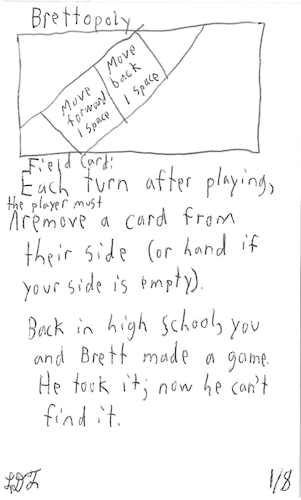 Brettopoly
Move
forward
1 space
Move
back
1 space
Field Card:
Each turn after playing,
the player must
remove a card from
their side (or hand if
your side is empty).
Back in high school, you
and Brett made a game.
He took it; now he can't
find it.
LDT 1/8